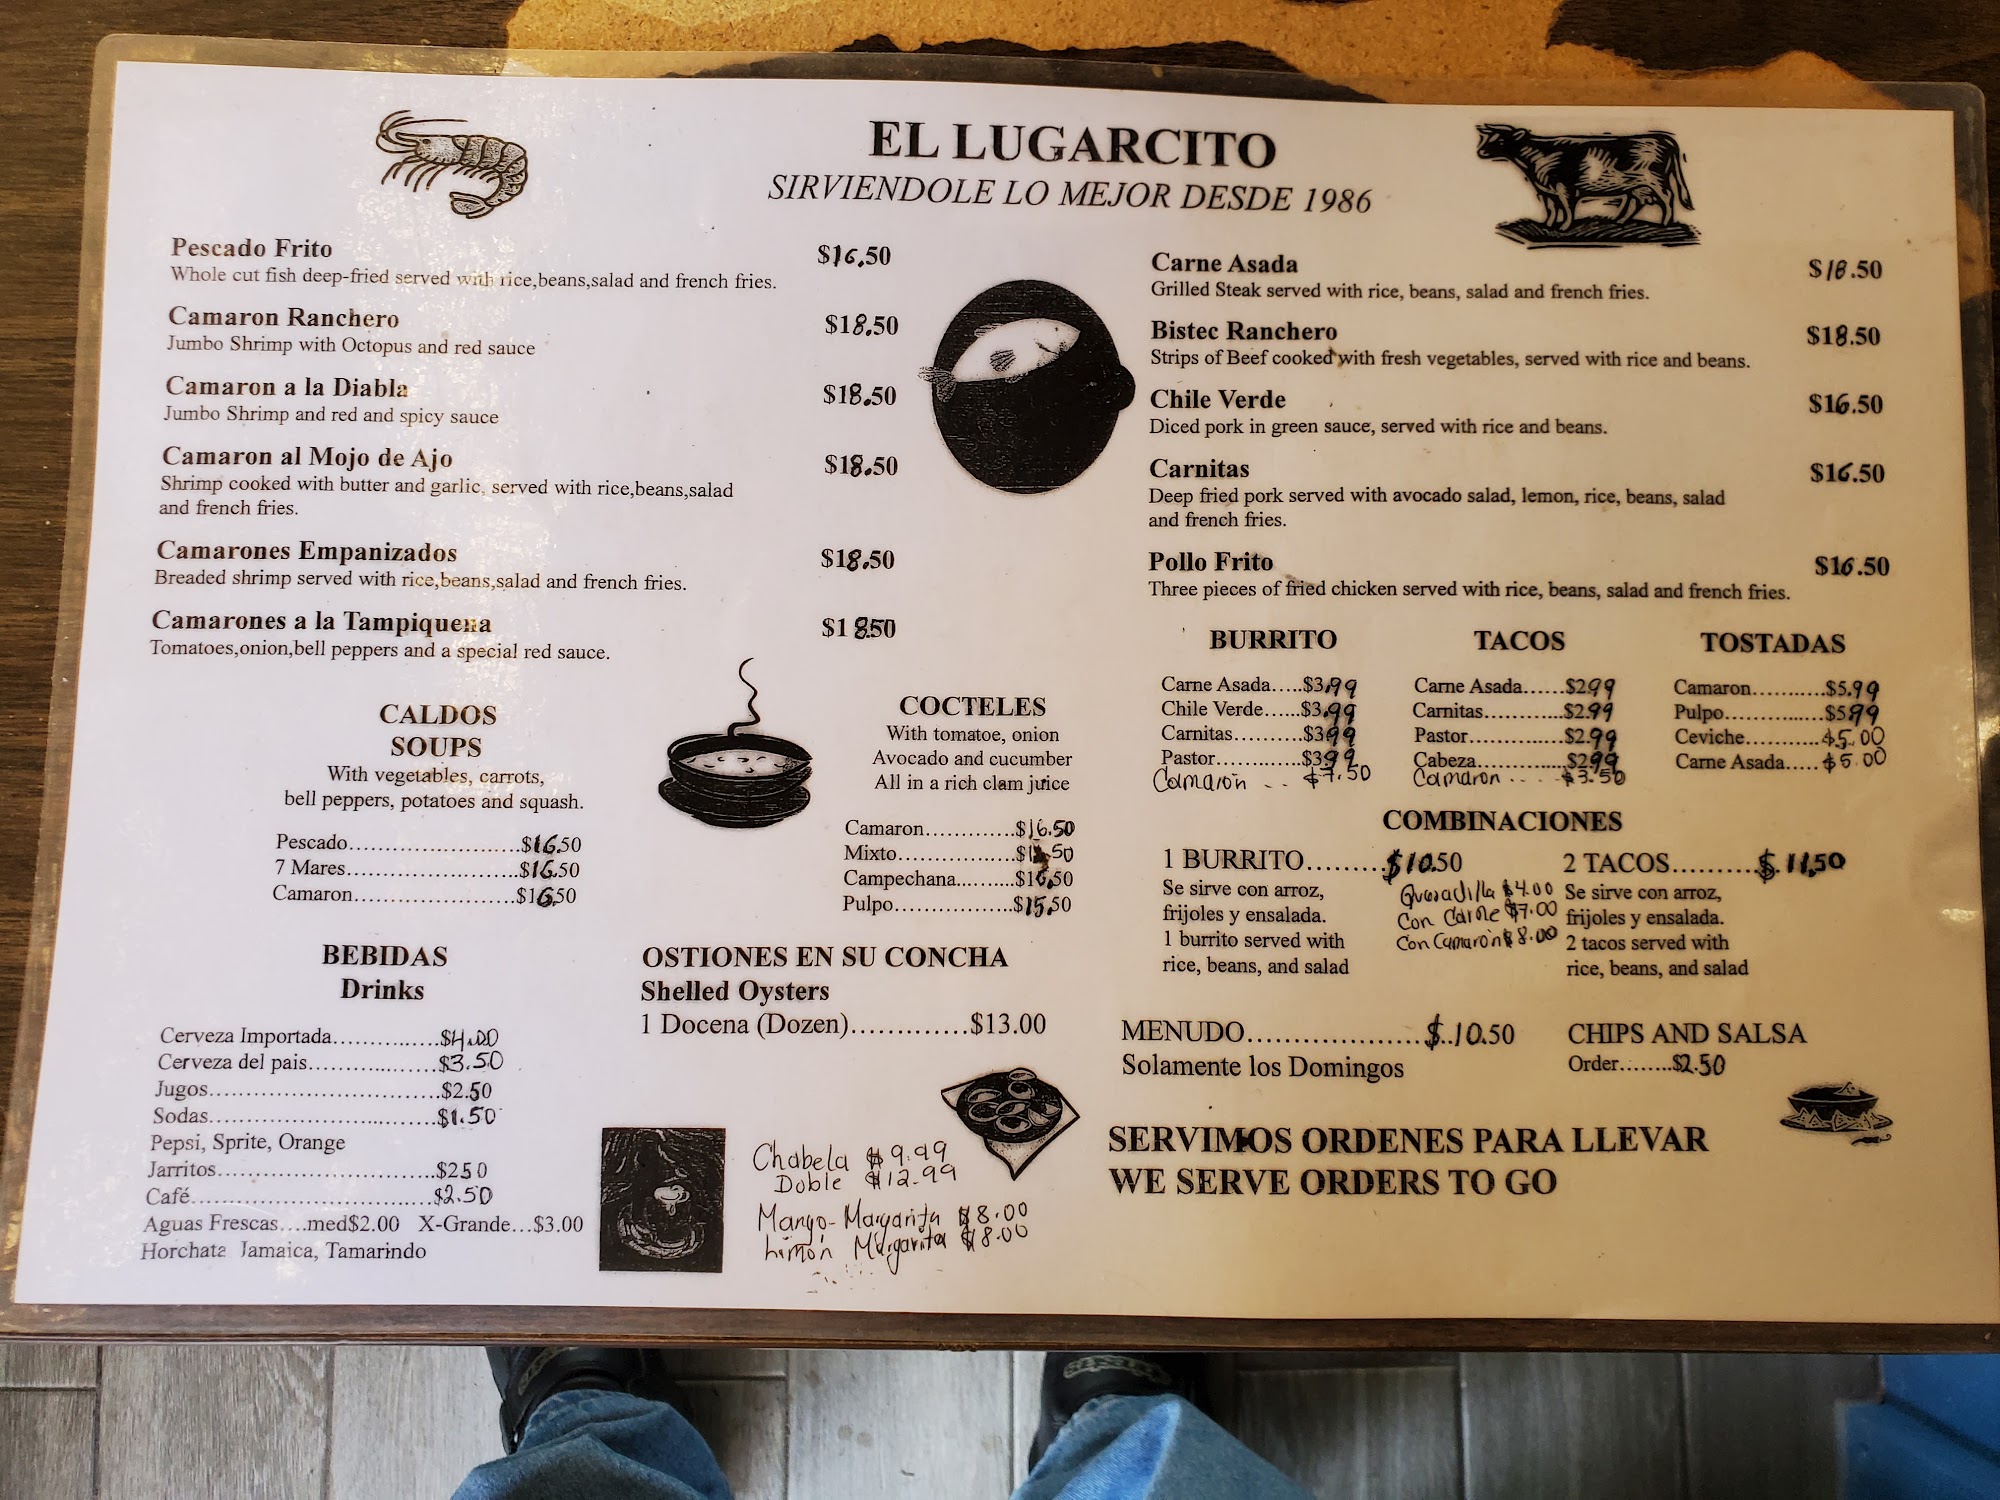 EL LUGARCITO
SIRVIENDOLE LO MEJOR DESDE 1986
Pescado Frito $16.50
Whole cut fish deep-fried served with rice,beans,salad and french fries.
Camaron Ranchero $18.50
Jumbo Shrimp with Octopus and red sauce
Camaron a la Diabla $18.50
Jumbo Shrimp and red and spicy sauce
Camaron al Mojo de Ajo $18.50
Shrimp cooked with butter and garlic, served with rice,beans,salad
and french fries.
Camarones Empanizados $18.50
Breaded shrimp served with rice,beans,salad and french fries.
Camarones a la Tampiquena $18.50
Tomatoes,onion,bell peppers and a special red sauce.
CALDOS
SOUPS
With vegetables, carrots,
bell peppers, potatoes and squash.
Pescado........................$16.50
7 Mares........................$16.50
Camaron........................$16.50
COCTELES
With tomatoe, onion
Avocado and cucumber
All in a rich clam juice
Camaron.............$16.50
Mixto.................
Campechana..........$16.50
Pulpo.................$15.50
BEBIDAS
Drinks
Cerveza Importada................$4.00
Cerveza del pais...................$3.50
Jugos.................................$2.50
Sodas.................................$1.50
Pepsi, Sprite, Orange
Jarritos...............................$2.50
Café...................................$2.50
Aguas Frescas....med$2.00 X-Grande...$3.00
Horchata Jamaica, Tamarindo
OSTIONES EN SU CONCHA
Shelled Oysters
1 Docena (Dozen).............$13.00
Chabela $9.99
Doble $12.99
Mango-Margarita $8.00
Limón Margarita $8.00
Carne Asada $18.50
Grilled Steak served with rice, beans, salad and french fries.
Bistec Ranchero $18.50
Strips of Beef cooked with fresh vegetables, served with rice and beans.
Chile Verde $16.50
Diced pork in green sauce, served with rice and beans.
Carnitas $16.50
Deep fried pork served with avocado salad, lemon, rice, beans, salad
and french fries.
Pollo Frito $16.50
Three pieces of fried chicken served with rice, beans, salad and french fries.
BURRITO
Carne Asada.....$3.99
Chile Verde......$3.99
Carnitas..........$3.99
Pastor............$3.99
Camarón -- $7.50
TACOS
Carne Asada......$2.99
Carnitas............$2.99
Pastor..............$2.99
Cabeza.............$2.99
Camaron ---- $3.50
TOSTADAS
Camaron...........$5.99
Pulpo...............$5.99
Ceviche...........$5.00
Carne Asada.....$5.00
COMBINACIONES
1 BURRITO.........$10.50
Se sirve con arroz,
frijoles y ensalada.
1 burrito served with
rice, beans, and salad
Quesadilla $4.00
Con Carne $7.00
Con Camarón $8.00
2 TACOS..........$11.50
Se sirve con arroz,
frijoles y ensalada.
2 tacos served with
rice, beans, and salad
MENUDO....................$.10.50
Solamente los Domingos
CHIPS AND SALSA
Order........$2.50
SERVIMOS ORDENES PARA LLEVAR
WE SERVE ORDERS TO GO